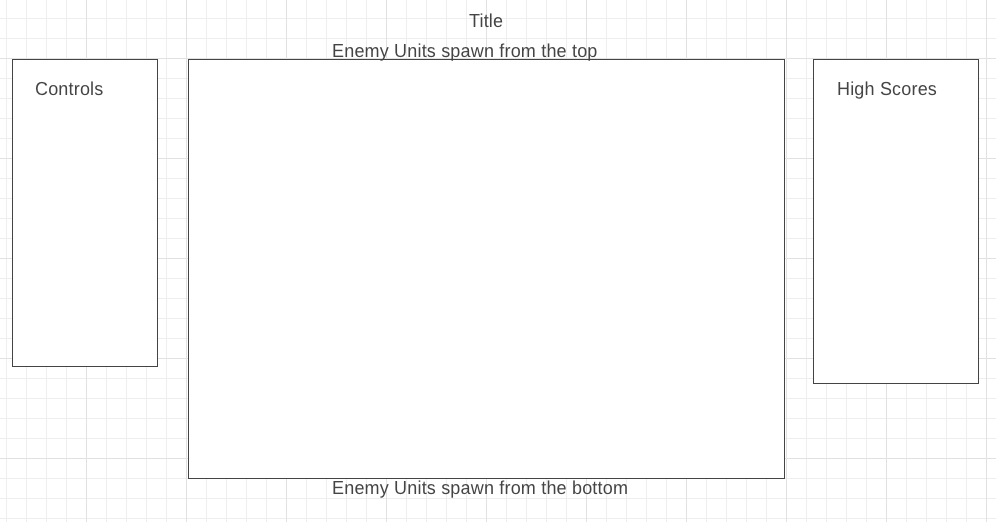 Title
Enemy Units spawn from the top
Controls
High Scores
Enemy Units spawn from the bottom